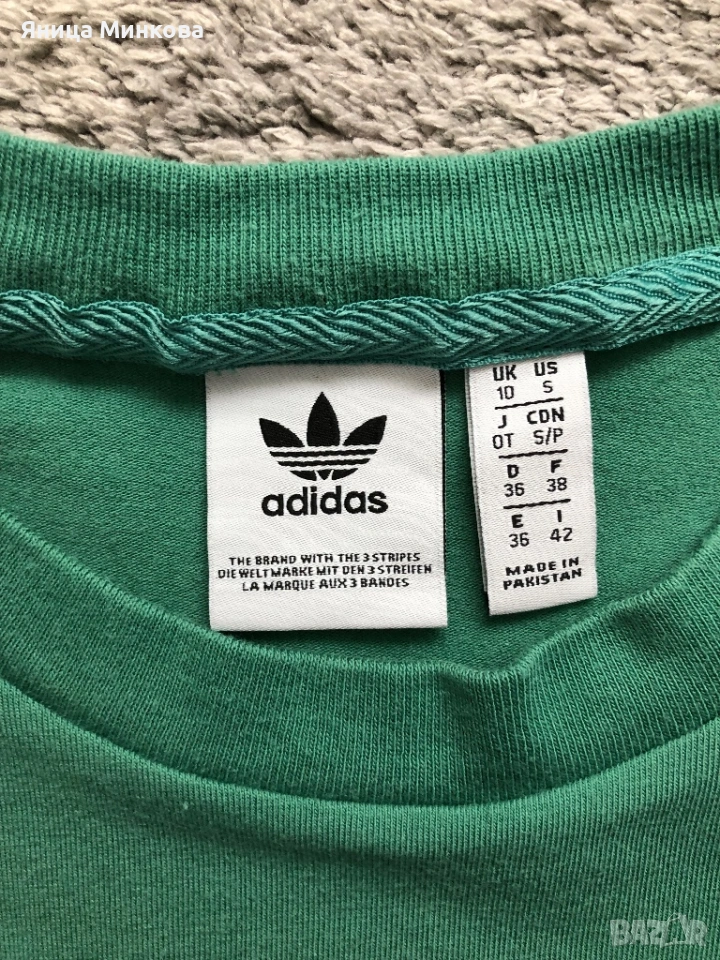 Яница Минкова
adidas
THE BRAND WITH THE 3 STRIPES
DIE WELTMARKE MIT DEN 3 STREIFEN
LA MARQUE AUX 3 BANDES
UK US
10 S
J CDN
OT S/P
D F
36 38
E I
36 42
MADE IN
PAKISTAN
BAZAR